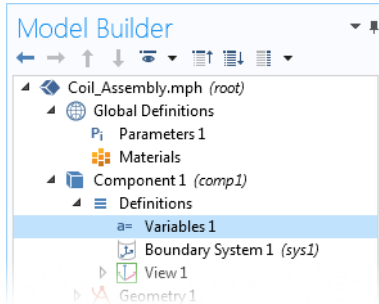 Model Builder
Coil_Assembly.mph (root)
Global Definitions
Pi Parameters 1
Materials
Component 1 (comp1)
Definitions
a= Variables 1
Boundary System 1 (sys1)
View 1
Geometry 1